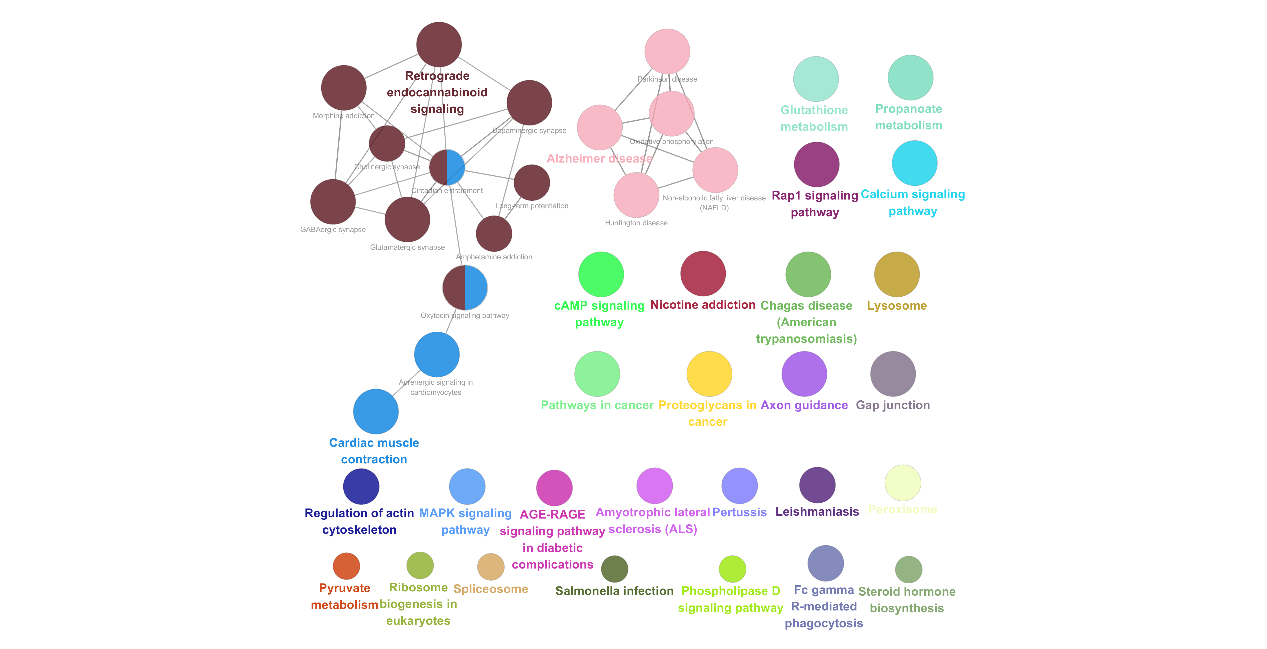 Retrograde
endocannabinoid
signaling
Morphine addiction
Dopaminergic synapse
Cholinergic synapse
Circadian entrainment
Long-term potentiation
GABAergic synapse
Glutamatergic synapse
Amphetamine addiction
Oxytocin signaling pathway
Adrenergic signaling in
cardiomyocytes
Cardiac muscle
contraction
Parkinson disease
Oxidative phosphorylation
Alzheimer disease
Non-alcoholic fatty liver disease
(NAFLD)
Huntington disease
Glutathione
metabolism
Propanoate
metabolism
Rap1 signaling
pathway
Calcium signaling
pathway
cAMP signaling
pathway
Nicotine addiction
Chagas disease
(American
trypanosomiasis)
Lysosome
Pathways in cancer
Proteoglycans in
cancer
Axon guidance
Gap junction
Regulation of actin
cytoskeleton
MAPK signaling
pathway
AGE-RAGE
signaling pathway
in diabetic
complications
Amyotrophic lateral
sclerosis (ALS)
Pertussis
Leishmaniasis
Peroxisome
Pyruvate
metabolism
Ribosome
biogenesis in
eukaryotes
Spliceosome
Salmonella infection
Phospholipase D
signaling pathway
Fc gamma
R-mediated
phagocytosis
Steroid hormone
biosynthesis